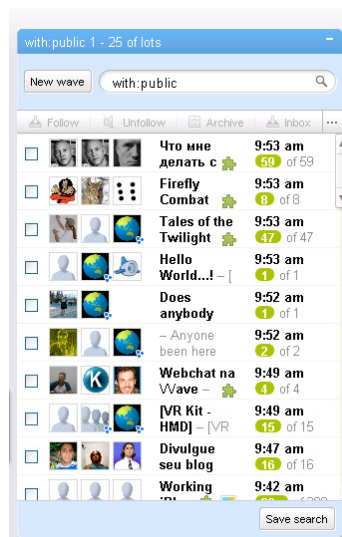 with:public 1 - 25 of lots
New wave
with:public
Follow Unfollow Archive Inbox
Что мне 9:53 am
делать с 59 of 59
Firefly 9:53 am
Combat 8 of 8
Tales of the 9:53 am
Twilight 47 of 47
Hello 9:53 am
World...! – [ 1 of 1
Does 9:52 am
anybody 1 of 1
– Anyone 9:52 am
been here 2 of 2
Webchat na 9:49 am
Wave – 4 of 4
[VR Kit - 9:49 am
HMD] – [VR 15 of 15
Divulgue 9:47 am
seu blog 16 of 16
Working 9:42 am
Save search